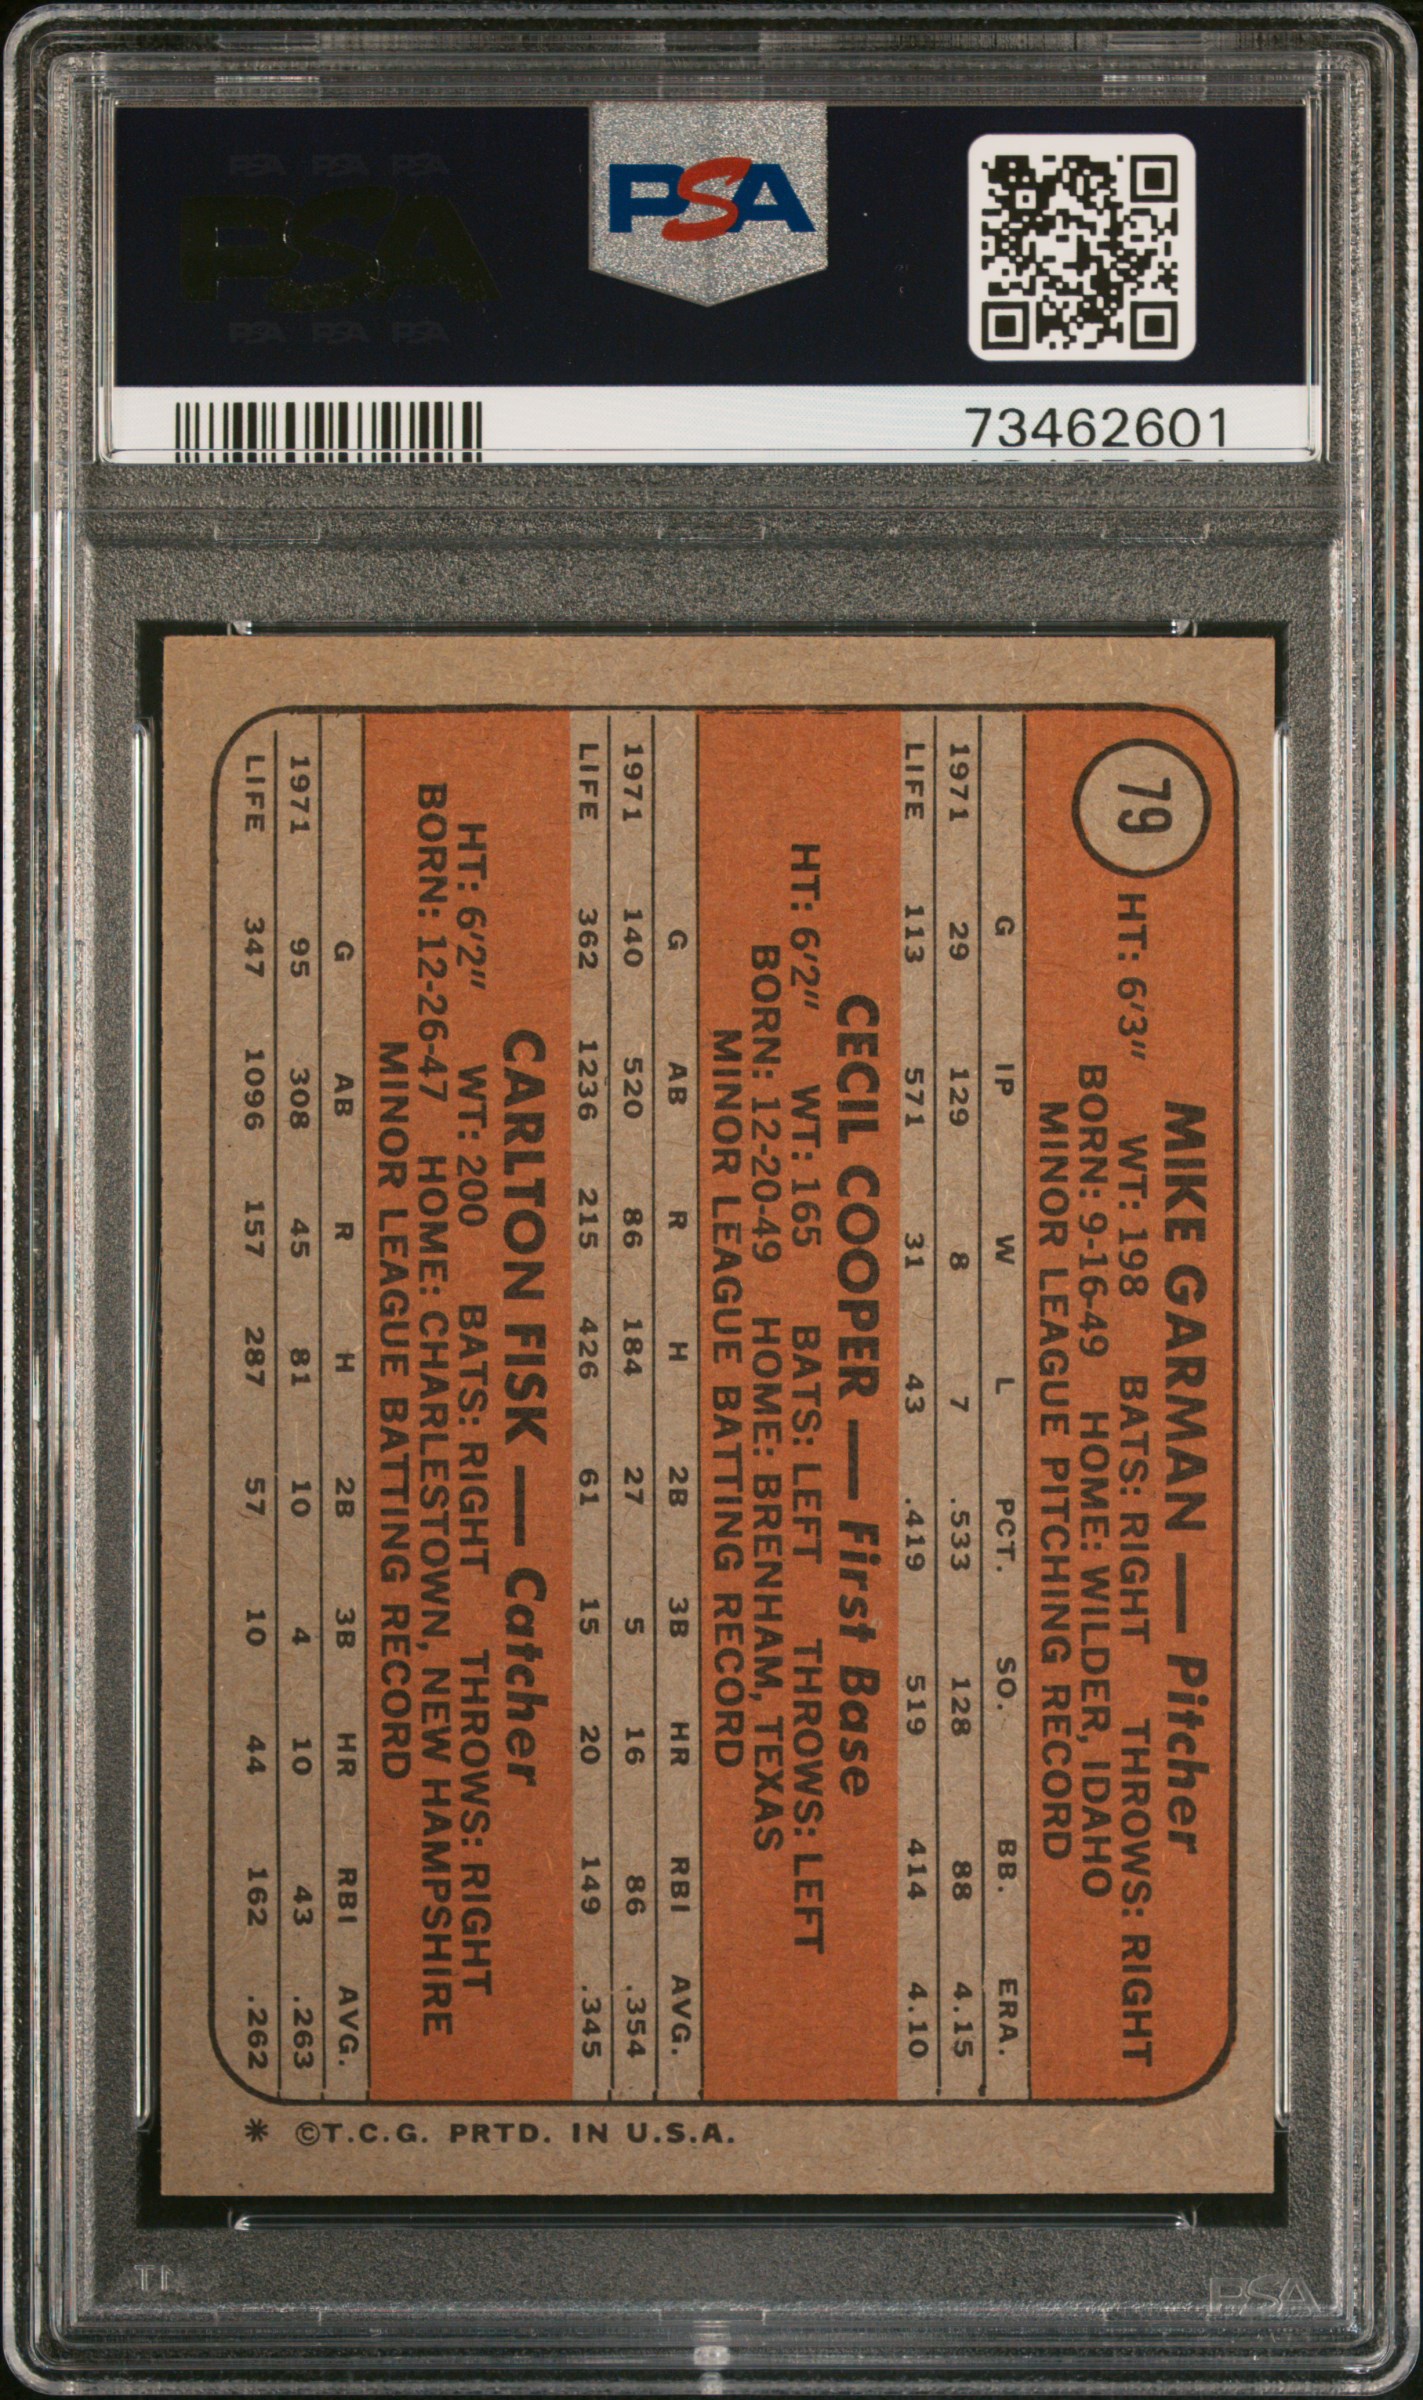 PSA PSA PSA
PSA
PSA PSA PSA
PSA
73462601
79
MIKE GARMAN — Pitcher
HT: 6'3" WT: 198 BATS: RIGHT THROWS: RIGHT
BORN: 9-16-49 HOME: WILDER, IDAHO
MINOR LEAGUE PITCHING RECORD
G IP W L PCT. SO. BB. ERA.
1971 29 129 8 7 .533 128 88 4.15
LIFE 113 571 31 43 .419 519 414 4.10
CECIL COOPER — First Base
HT: 6'2" WT: 165 BATS: LEFT THROWS: LEFT
BORN: 12-20-49 HOME: BRENHAM, TEXAS
MINOR LEAGUE BATTING RECORD
G AB R H 2B 3B HR RBI AVG.
1971 140 520 86 184 27 5 16 86 .354
LIFE 362 1236 215 426 61 15 20 149 .345
CARLTON FISK — Catcher
HT: 6'2" WT: 200 BATS: RIGHT THROWS: RIGHT
BORN: 12-26-47 HOME: CHARLESTOWN, NEW HAMPSHIRE
MINOR LEAGUE BATTING RECORD
G AB R H 2B 3B HR RBI AVG.
1971 95 308 45 81 10 4 10 43 .263
LIFE 347 1096 157 287 57 10 44 162 .262
* ©T.C.G. PRTD. IN U.S.A.
PSA